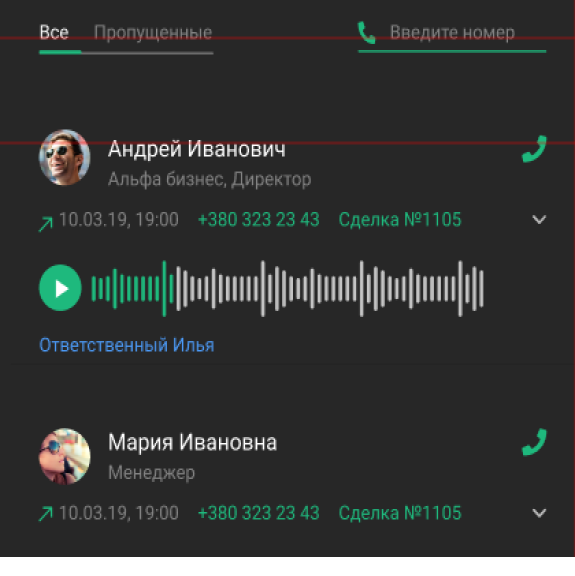 Все Пропущенные Введите номер
Андрей Иванович
Альфа бизнес, Директор
10.03.19, 19:00 +380 323 23 43 Сделка №1105
Ответственный Илья
Мария Ивановна
Менеджер
10.03.19, 19:00 +380 323 23 43 Сделка №1105